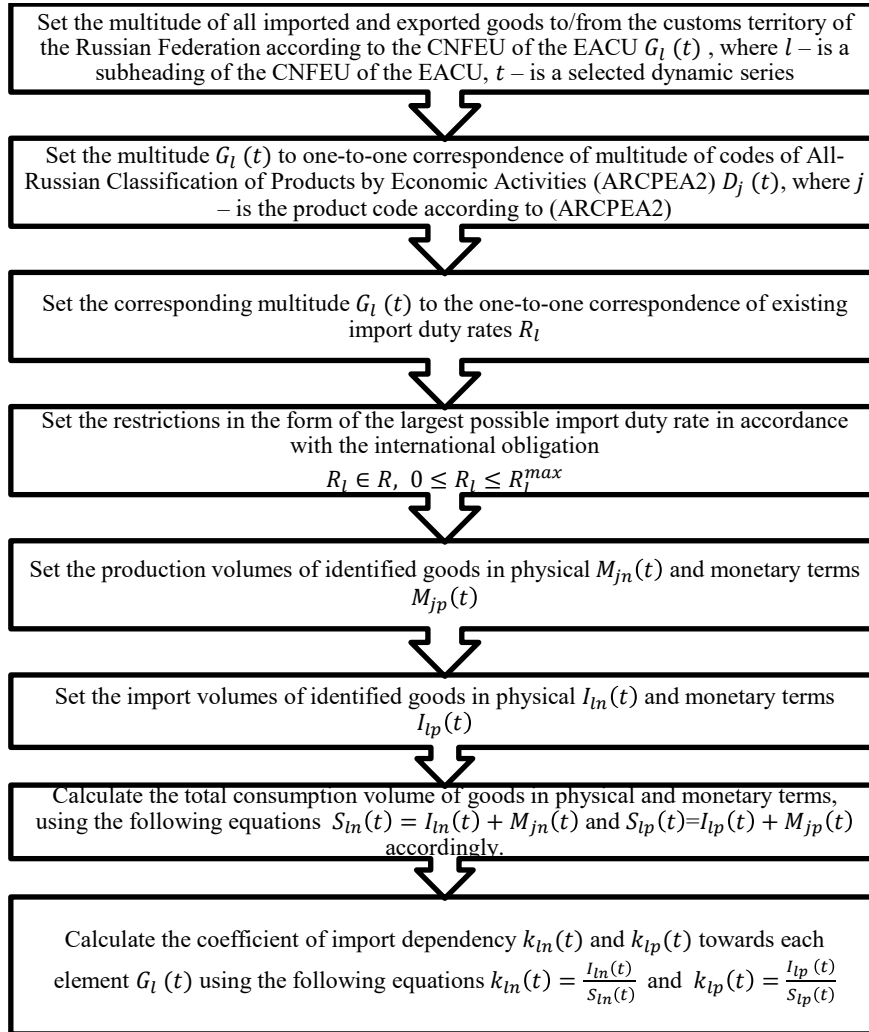 Set the multitude of all imported and exported goods to/from the customs territory of
the Russian Federation according to the CNFEU of the EACU G_l (t) , where l – is a
subheading of the CNFEU of the EACU, t – is a selected dynamic series
Set the multitude G_l (t) to one-to-one correspondence of multitude of codes of All-
Russian Classification of Products by Economic Activities (ARCPEA2) D_j (t), where j
– is the product code according to (ARCPEA2)
Set the corresponding multitude G_l (t) to the one-to-one correspondence of existing
import duty rates R_l
Set the restrictions in the form of the largest possible import duty rate in accordance
with the international obligation
R_l ∈ R, 0 ≤ R_l ≤ R_l^max
Set the production volumes of identified goods in physical M_jn(t) and monetary terms
M_jp(t)
Set the import volumes of identified goods in physical I_ln(t) and monetary terms
I_lp(t)
Calculate the total consumption volume of goods in physical and monetary terms,
using the following equations S_ln(t) = I_ln(t) + M_jn(t) and S_lp(t)=I_lp(t) + M_jp(t)
accordingly.
Calculate the coefficient of import dependency k_ln(t) and k_lp(t) towards each
element G_l (t) using the following equations k_ln(t) = I_ln(t)/S_ln(t) and k_lp(t) = I_lp (t)/S_lp(t)